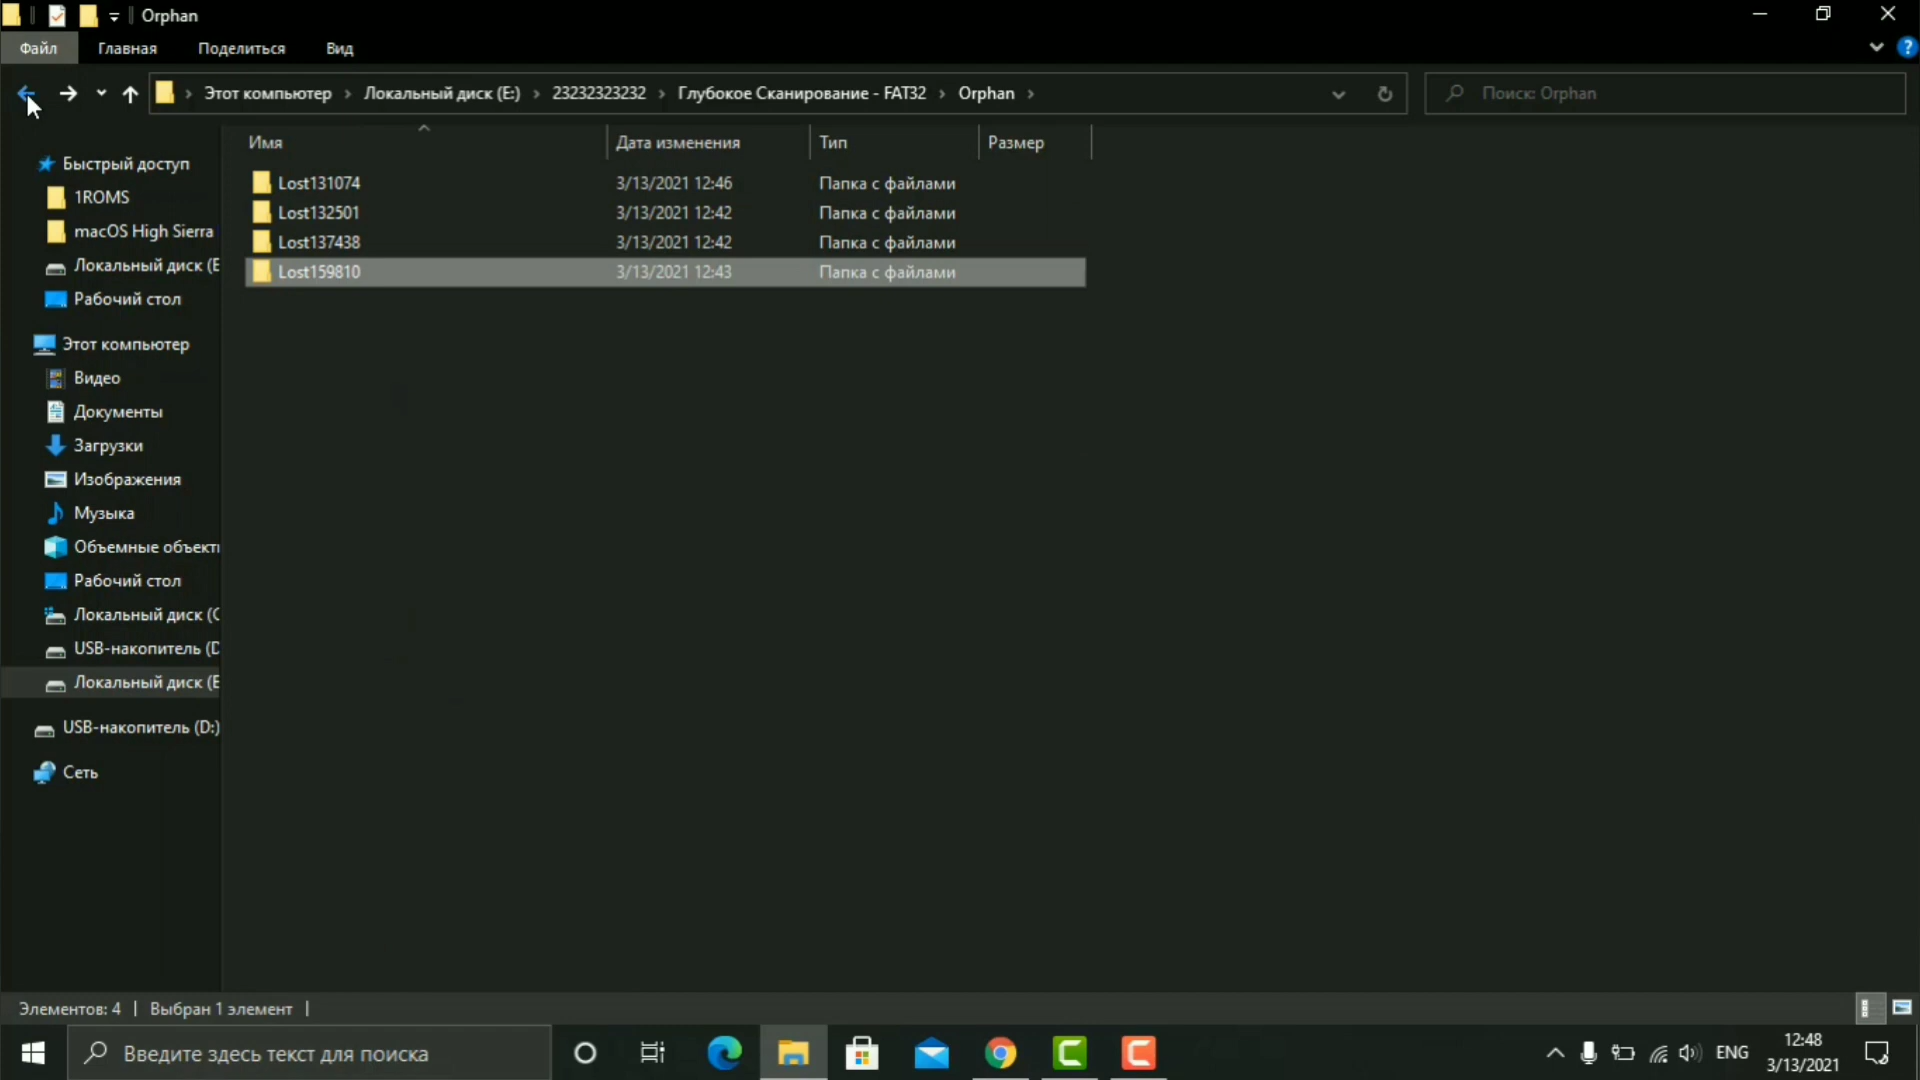 Orphan
Файл Главная Поделиться Вид
Этот компьютер Локальный диск (E:) 23232323232 Глубокое Сканирование - FAT32 Orphan
Поиск: Orphan
Имя Дата изменения Тип Размер
Lost131074 3/13/2021 12:46 Папка с файлами
Lost132501 3/13/2021 12:42 Папка с файлами
Lost137438 3/13/2021 12:42 Папка с файлами
Lost159810 3/13/2021 12:43 Папка с файлами
Быстрый доступ
1ROMS
macOS High Sierra
Локальный диск (E
Рабочий стол
Этот компьютер
Видео
Документы
Загрузки
Изображения
Музыка
Объемные объекты
Рабочий стол
Локальный диск (C
USB-накопитель (D
Локальный диск (E
USB-накопитель (D:)
Сеть
Элементов: 4 Выбран 1 элемент
Введите здесь текст для поиска
ENG
12:48
3/13/2021